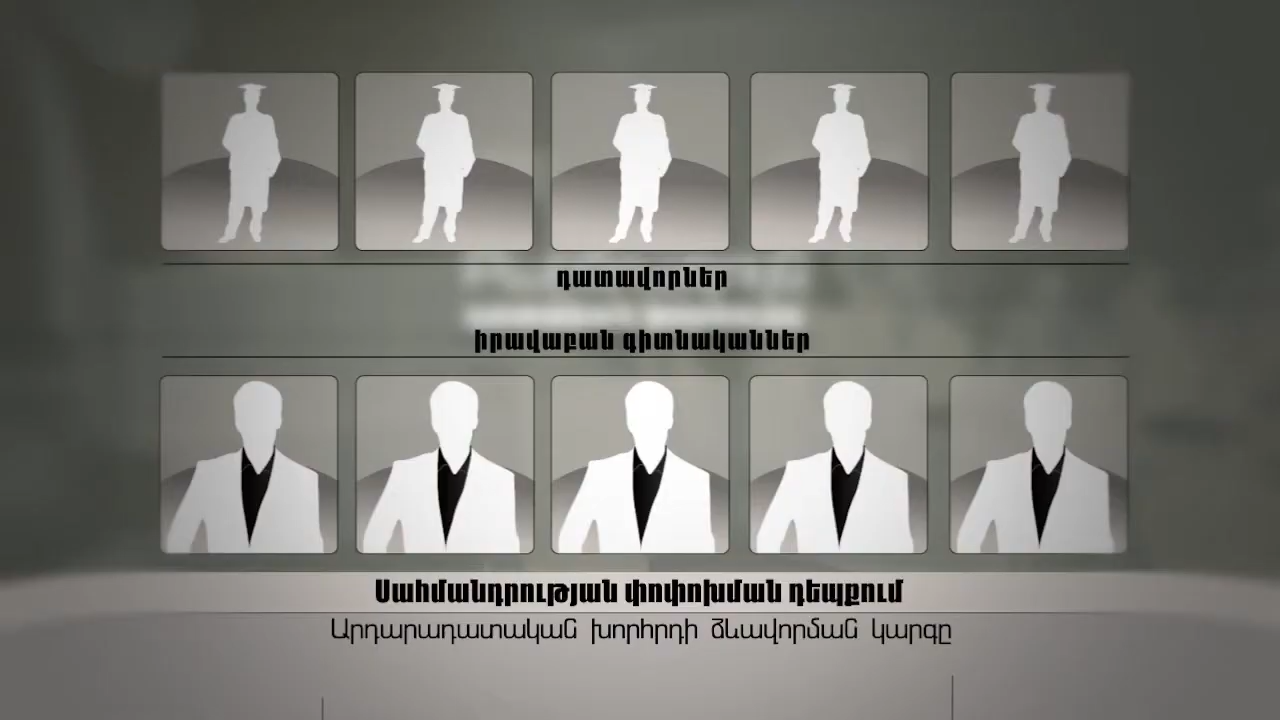 դատավորներ
իրավաբան գիտնականներ
Սահմանդրության փոփոխման դեպքում
Արդարադատական խորհրդի ձևավորման կարգը